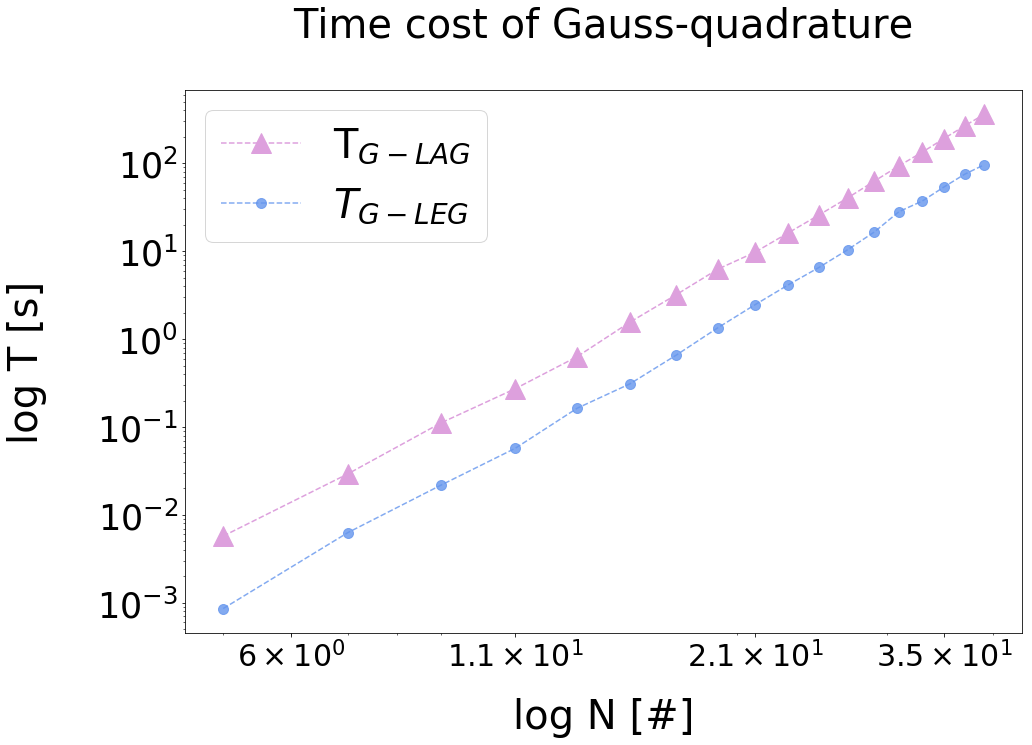 Time cost of Gauss-quadrature
T_{G-LAG}
T_{G-LEG}
10^{2}
10^{1}
10^{0}
10^{-1}
10^{-2}
10^{-3}
log T [s]
6 × 10^{0} 1.1 × 10^{1} 2.1 × 10^{1} 3.5 × 10^{1}
log N [#]